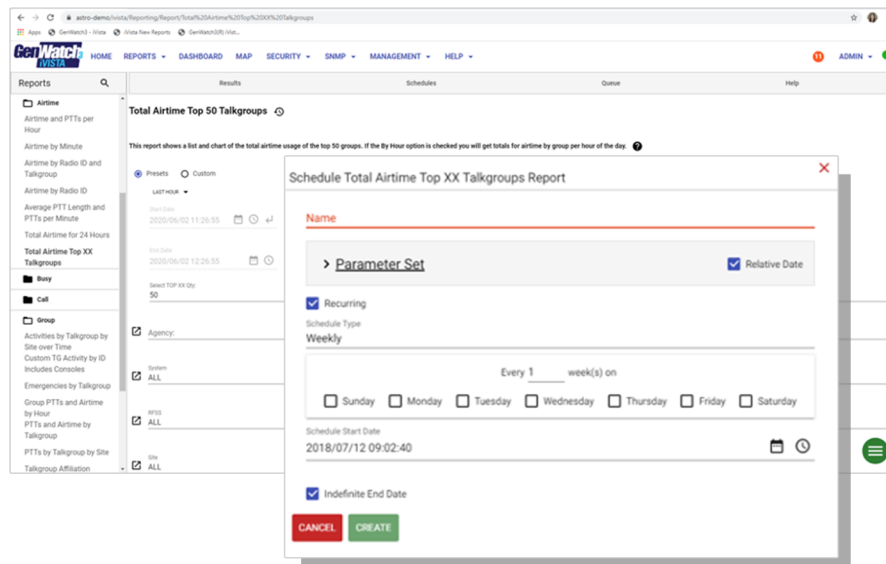 astro-demo/ivista/Reporting/Report/Total%20Airtime%20Top%20XX%20Talkgroups
Apps GenWatch3 - iVista iVista New Reports GenWatch3(R) iVist...
GenWatch3 iVISTA HOME REPORTS DASHBOARD MAP SECURITY SNMP MANAGEMENT HELP 11 ADMIN
Reports Results Schedules Queue Help
Airtime
Airtime and PTTs per
Hour
Airtime by Minute
Airtime by Radio ID and
Talkgroup
Airtime by Radio ID
Average PTT Length and
PTTs per Minute
Total Airtime for 24 Hours
Total Airtime Top XX
Talkgroups
Busy
Call
Group
Activities by Talkgroup by
Site over Time
Custom TG Activity by ID
Includes Consoles
Emergencies by Talkgroup
Group PTTs and Airtime
by Hour
PTTs and Airtime by
Talkgroup
PTTs by Talkgroup by Site
Talkgroup Affiliation
Total Airtime Top 50 Talkgroups
This report shows a list and chart of the total airtime usage of the top 50 groups. If the By Hour option is checked you will get totals for airtime by group per hour of the day.
Presets Custom
LAST HOUR
Start Date
2020/06/02 11:26:55
End Date
2020/06/02 12:26:55
Select TOP XX Qty:
50
Agency:
System
ALL
RFSS
ALL
Site
ALL
Schedule Total Airtime Top XX Talkgroups Report
Name
Parameter Set Relative Date
Recurring
Schedule Type
Weekly
Every 1 week(s) on
Sunday Monday Tuesday Wednesday Thursday Friday Saturday
Schedule Start Date
2018/07/12 09:02:40
Indefinite End Date
CANCEL CREATE